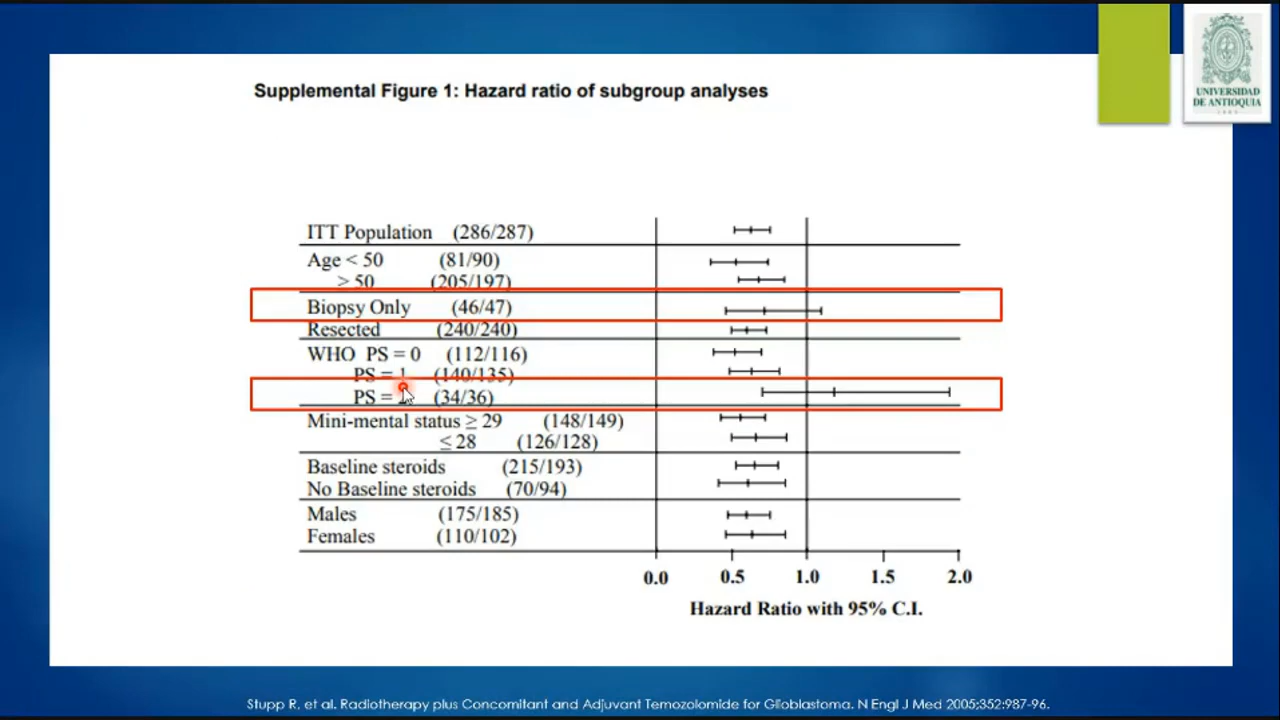 UNIVERSIDAD
DE ANTIOQUIA
Supplemental Figure 1: Hazard ratio of subgroup analyses
ITT Population (286/287)
Age < 50 (81/90)
> 50 (205/197)
Biopsy Only (46/47)
Resected (240/240)
WHO PS = 0 (112/116)
PS = 1 (140/135)
PS = (34/36)
Mini-mental status ≥ 29 (148/149)
≤ 28 (126/128)
Baseline steroids (215/193)
No Baseline steroids (70/94)
Males (175/185)
Females (110/102)
0.0 0.5 1.0 1.5 2.0
Hazard Ratio with 95% C.I.
Stupp R, et al. Radiotherapy plus Concomitant and Adjuvant Temozolomide for Glioblastoma. N Engl J Med 2005;352:987-96.